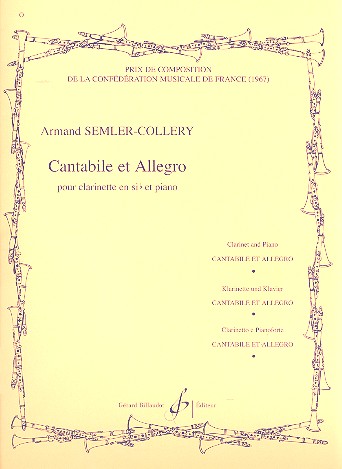 PRIX DE COMPOSITION
DE LA CONFÉDÉRATION MUSICALE DE FRANCE (1967)
Armand SEMLER-COLLERY
Cantabile et Allegro
pour clarinette en si♭ et piano
Clarinet and Piano
CANTABILE ET ALLEGRO
Klarinette und Klavier
CANTABILE ET ALLEGRO
Clarinetto e Pianoforte
CANTABILE ET ALLEGRO
Gérard Billaudot Éditeur